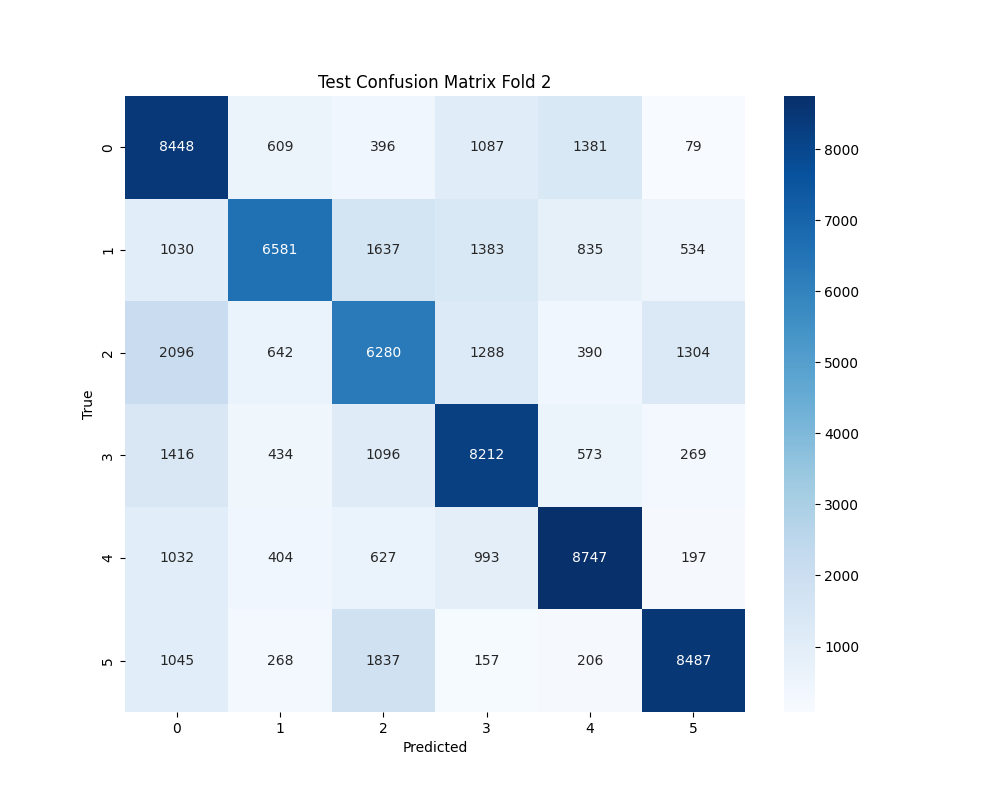 Test Confusion Matrix Fold 2
0 8448 609 396 1087 1381 79
1 1030 6581 1637 1383 835 534
2 2096 642 6280 1288 390 1304
3 1416 434 1096 8212 573 269
4 1032 404 627 993 8747 197
5 1045 268 1837 157 206 8487
0 1 2 3 4 5
Predicted
True
8000
7000
6000
5000
4000
3000
2000
1000